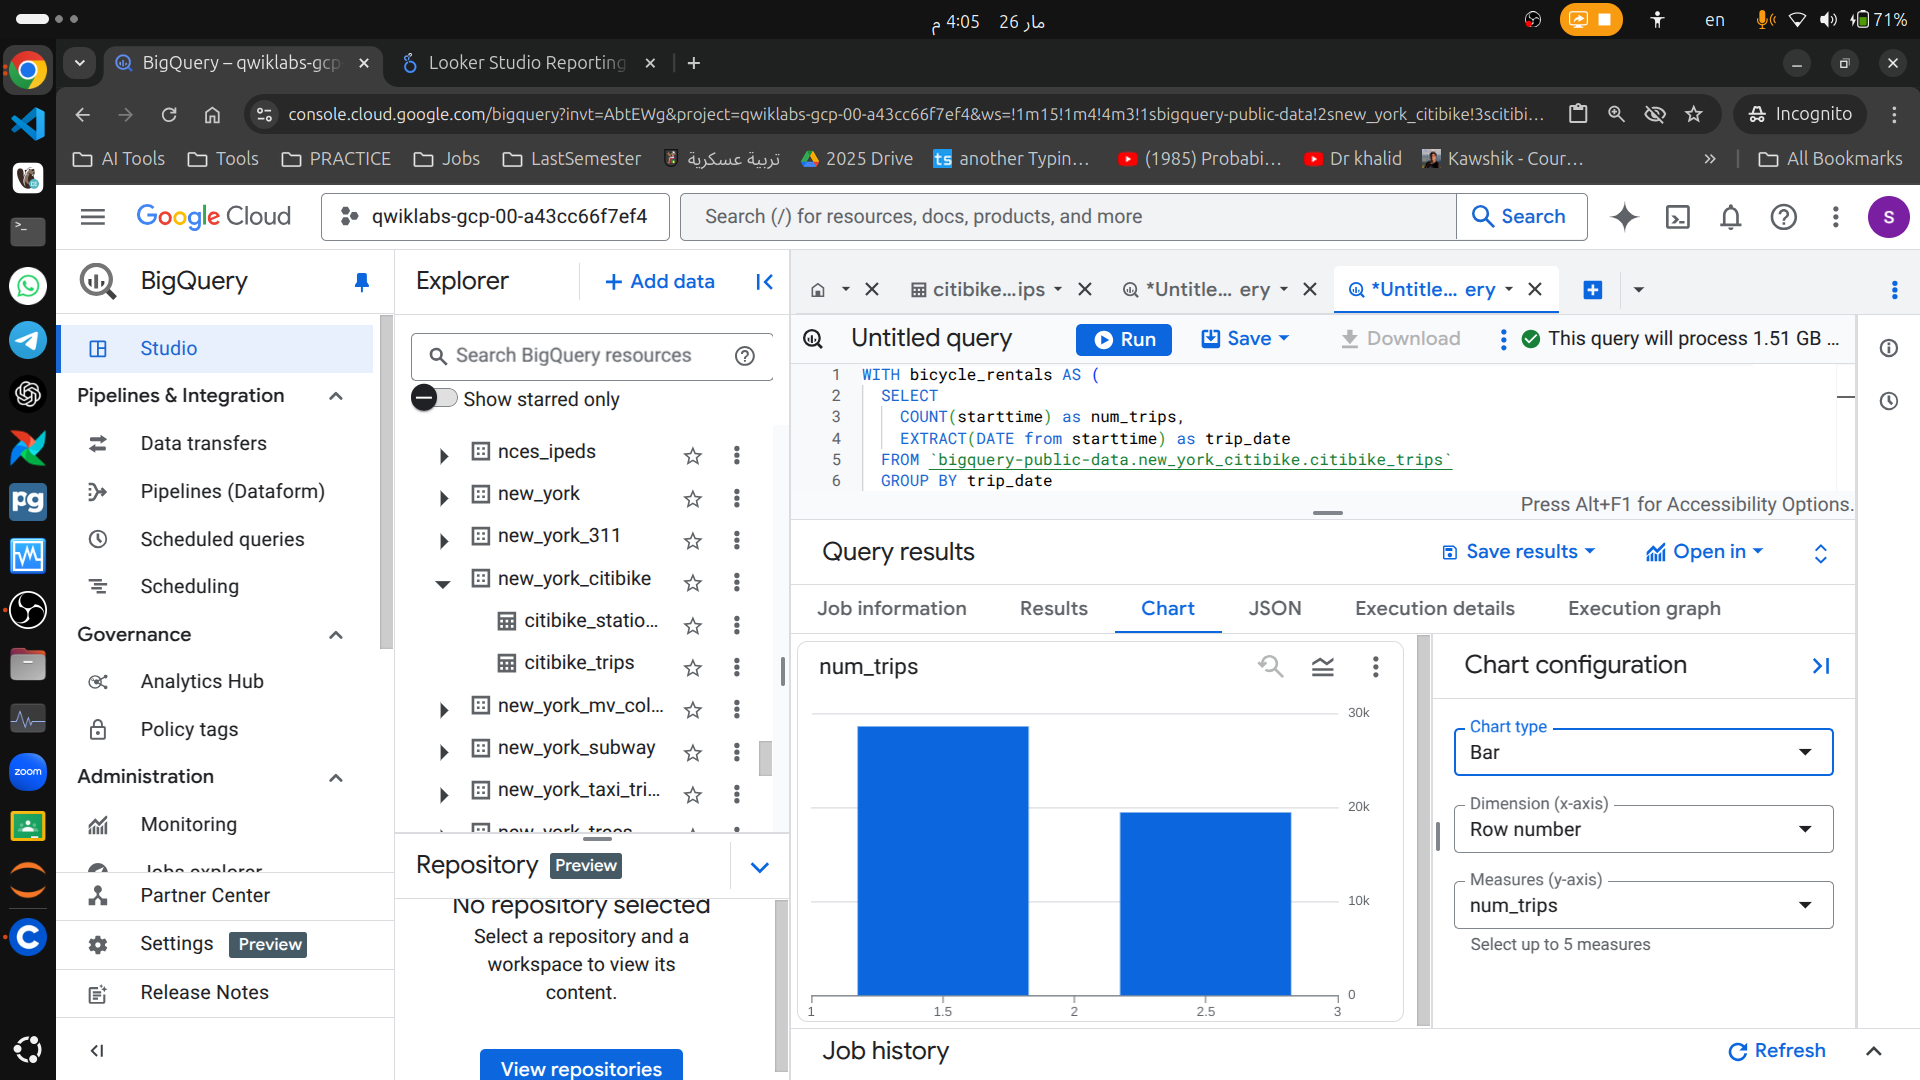 مار 26 4:05 م
en
71%
BigQuery – qwiklabs-gcp-
Looker Studio Reporting
console.cloud.google.com/bigquery?invt=AbtEWg&project=qwiklabs-gcp-00-a43cc66f7ef4&ws=!1m15!1m4!4m3!1sbigquery-public-data!2snew_york_citibike!3scitibi...
Incognito
AI Tools
Tools
PRACTICE
Jobs
LastSemester
تربية عسكرية
2025 Drive
ts another Typin...
(1985) Probabi...
Dr khalid
Kawshik - Cour...
All Bookmarks
Google Cloud
qwiklabs-gcp-00-a43cc66f7ef4
Search (/) for resources, docs, products, and more
Search
S
BigQuery
Studio
Pipelines & Integration
Data transfers
Pipelines (Dataform)
Scheduled queries
Scheduling
Governance
Analytics Hub
Policy tags
Administration
Monitoring
Jobs explorer
Partner Center
Settings Preview
Release Notes
pg
zoom
Explorer
+ Add data
Search BigQuery resources
Show starred only
nces_ipeds
new_york
new_york_311
new_york_citibike
citibike_statio...
citibike_trips
new_york_mv_col...
new_york_subway
new_york_taxi_tri...
new_york_trees
Repository Preview
No repository selected
Select a repository and a
workspace to view its
content.
View repositories
citibike...ips
*Untitle... ery
*Untitle... ery
Untitled query
Run
Save
Download
This query will process 1.51 GB ...
1 WITH bicycle_rentals AS (
2 SELECT
3 COUNT(starttime) as num_trips,
4 EXTRACT(DATE from starttime) as trip_date
5 FROM `bigquery-public-data.new_york_citibike.citibike_trips`
6 GROUP BY trip_date
Press Alt+F1 for Accessibility Options.
Query results
Save results
Open in
Job information
Results
Chart
JSON
Execution details
Execution graph
num_trips
30k
20k
10k
0
1 1.5 2 2.5 3
Chart configuration
Chart type
Bar
Dimension (x-axis)
Row number
Measures (y-axis)
num_trips
Select up to 5 measures
Job history
Refresh